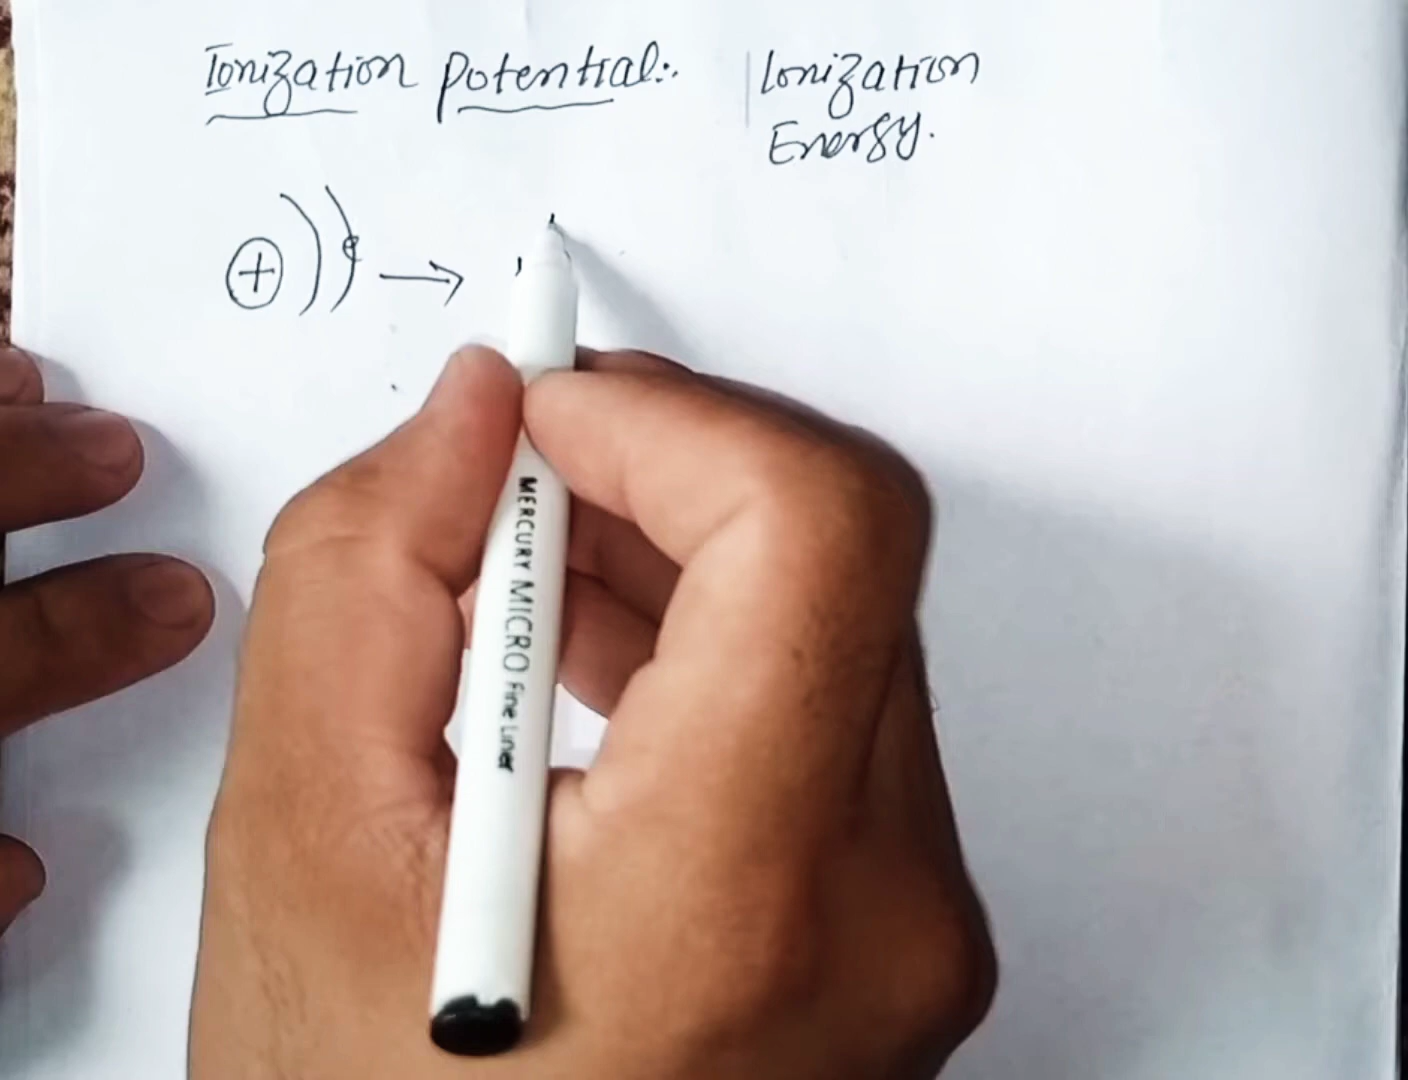 Ionization Potential:. | Ionization
Energy.
+ ) ) e →
MERCURY MICRO Fine Liner